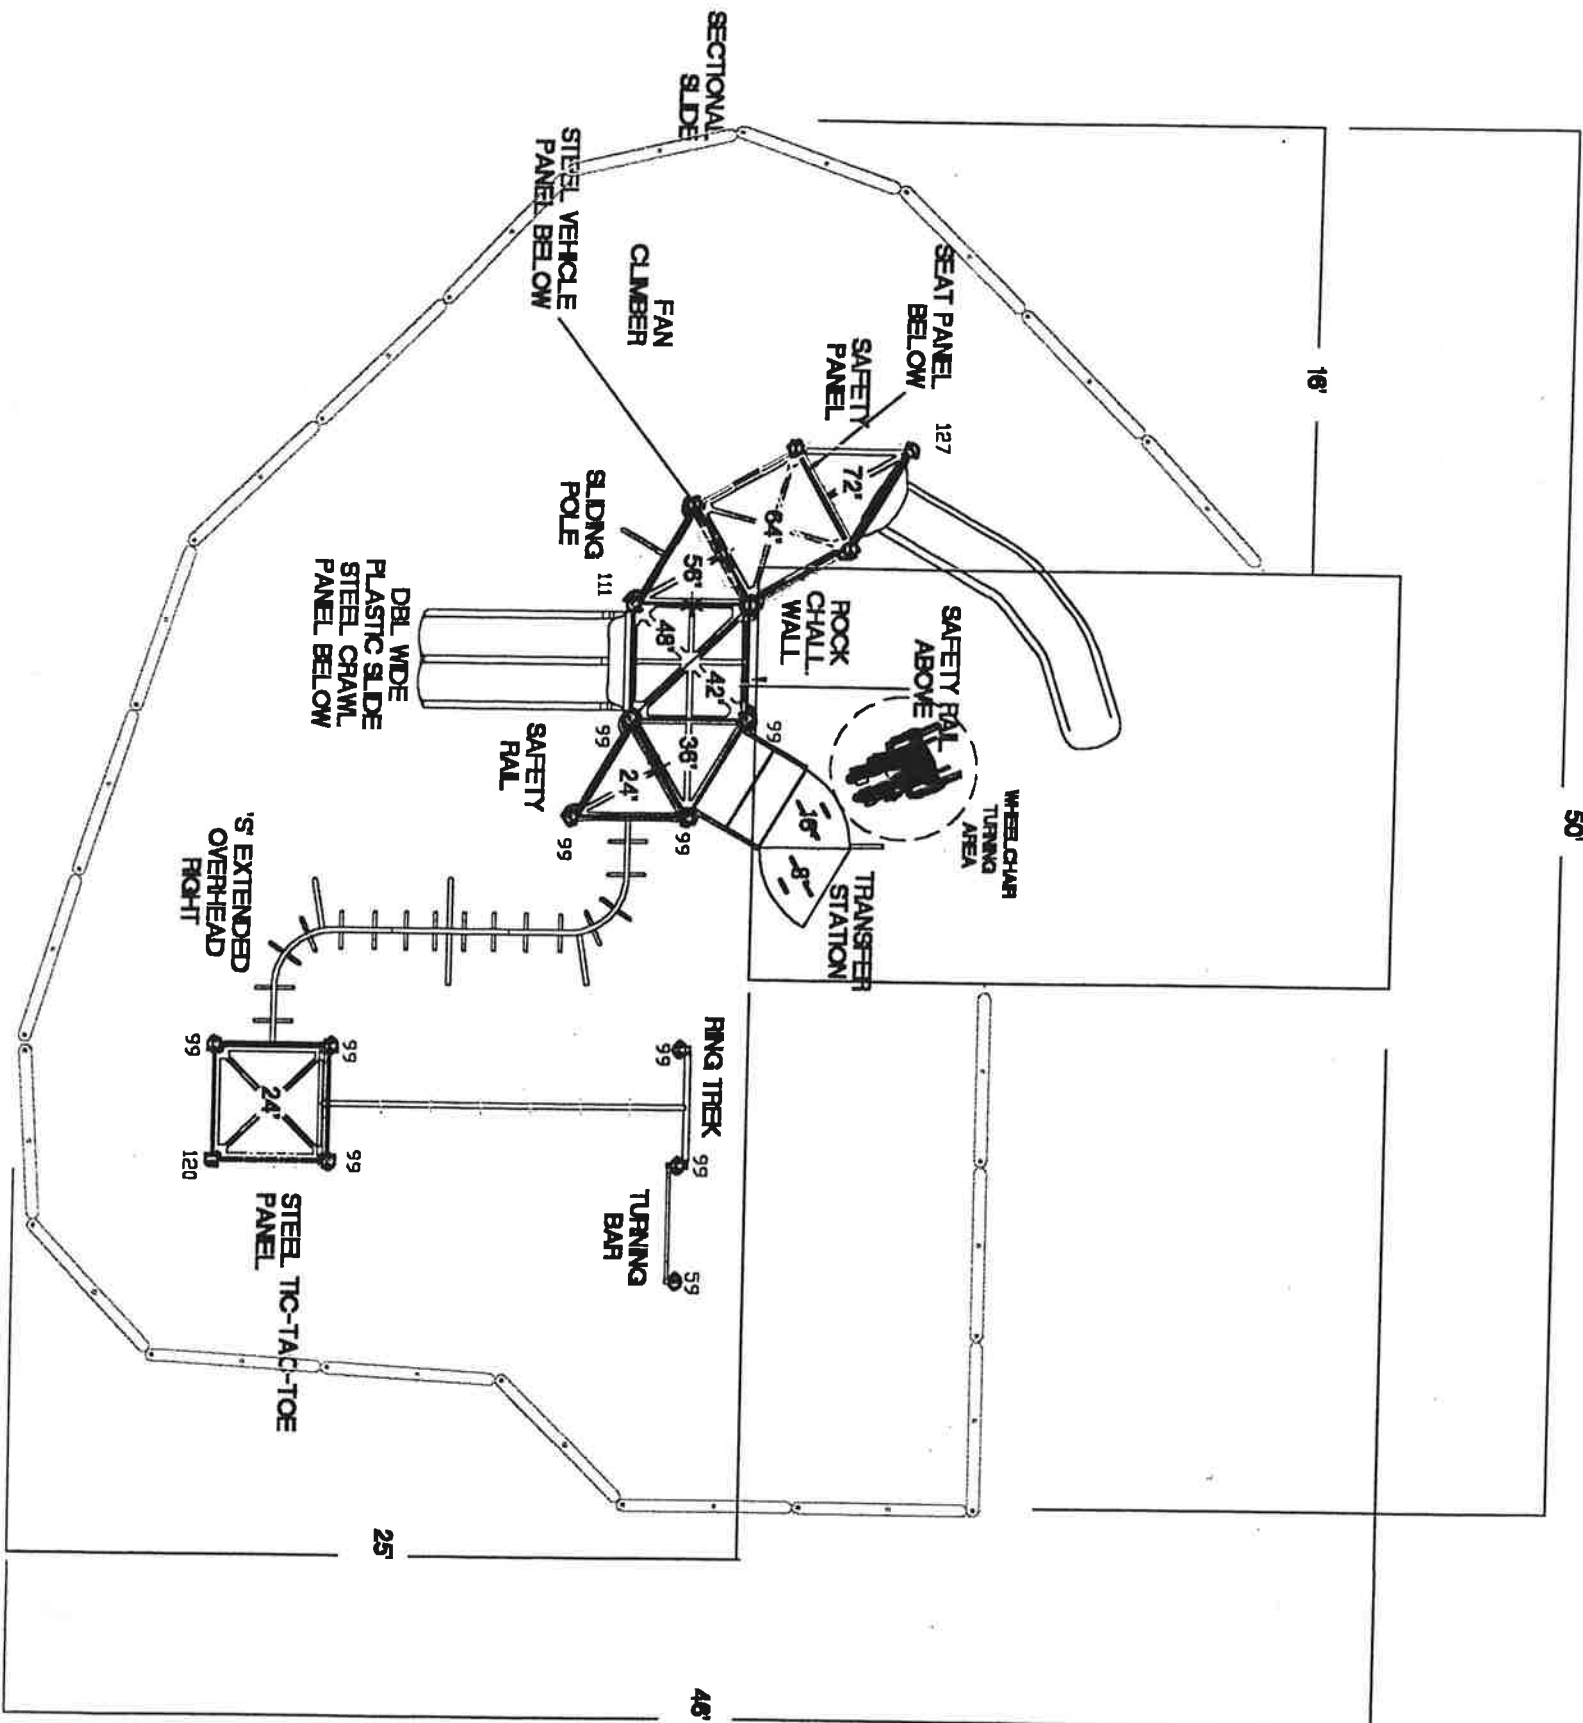 50'
16'
SECTIONAL
SLIDE
STEEL VEHICLE
PANEL BELOW
FAN
CLIMBER
SEAT PANEL
BELOW
SAFETY
PANEL
127
72"
64"
SLIDING
POLE
56"
111
ROCK
CHALL.
WALL
48"
42"
SAFETY RAIL
ABOVE
DBL WIDE
PLASTIC SLIDE
STEEL CRAWL
PANEL BELOW
99
99
SAFETY
RAIL
36"
24"
99
99
WHEELCHAIR
TURNING
AREA
16"
8"
TRANSFER
STATION
'S' EXTENDED
OVERHEAD
RIGHT
RING TREK
99
99
99
99
24"
120
99
TURNING
BAR
59
STEEL TIC-TAC-TOE
PANEL
25'